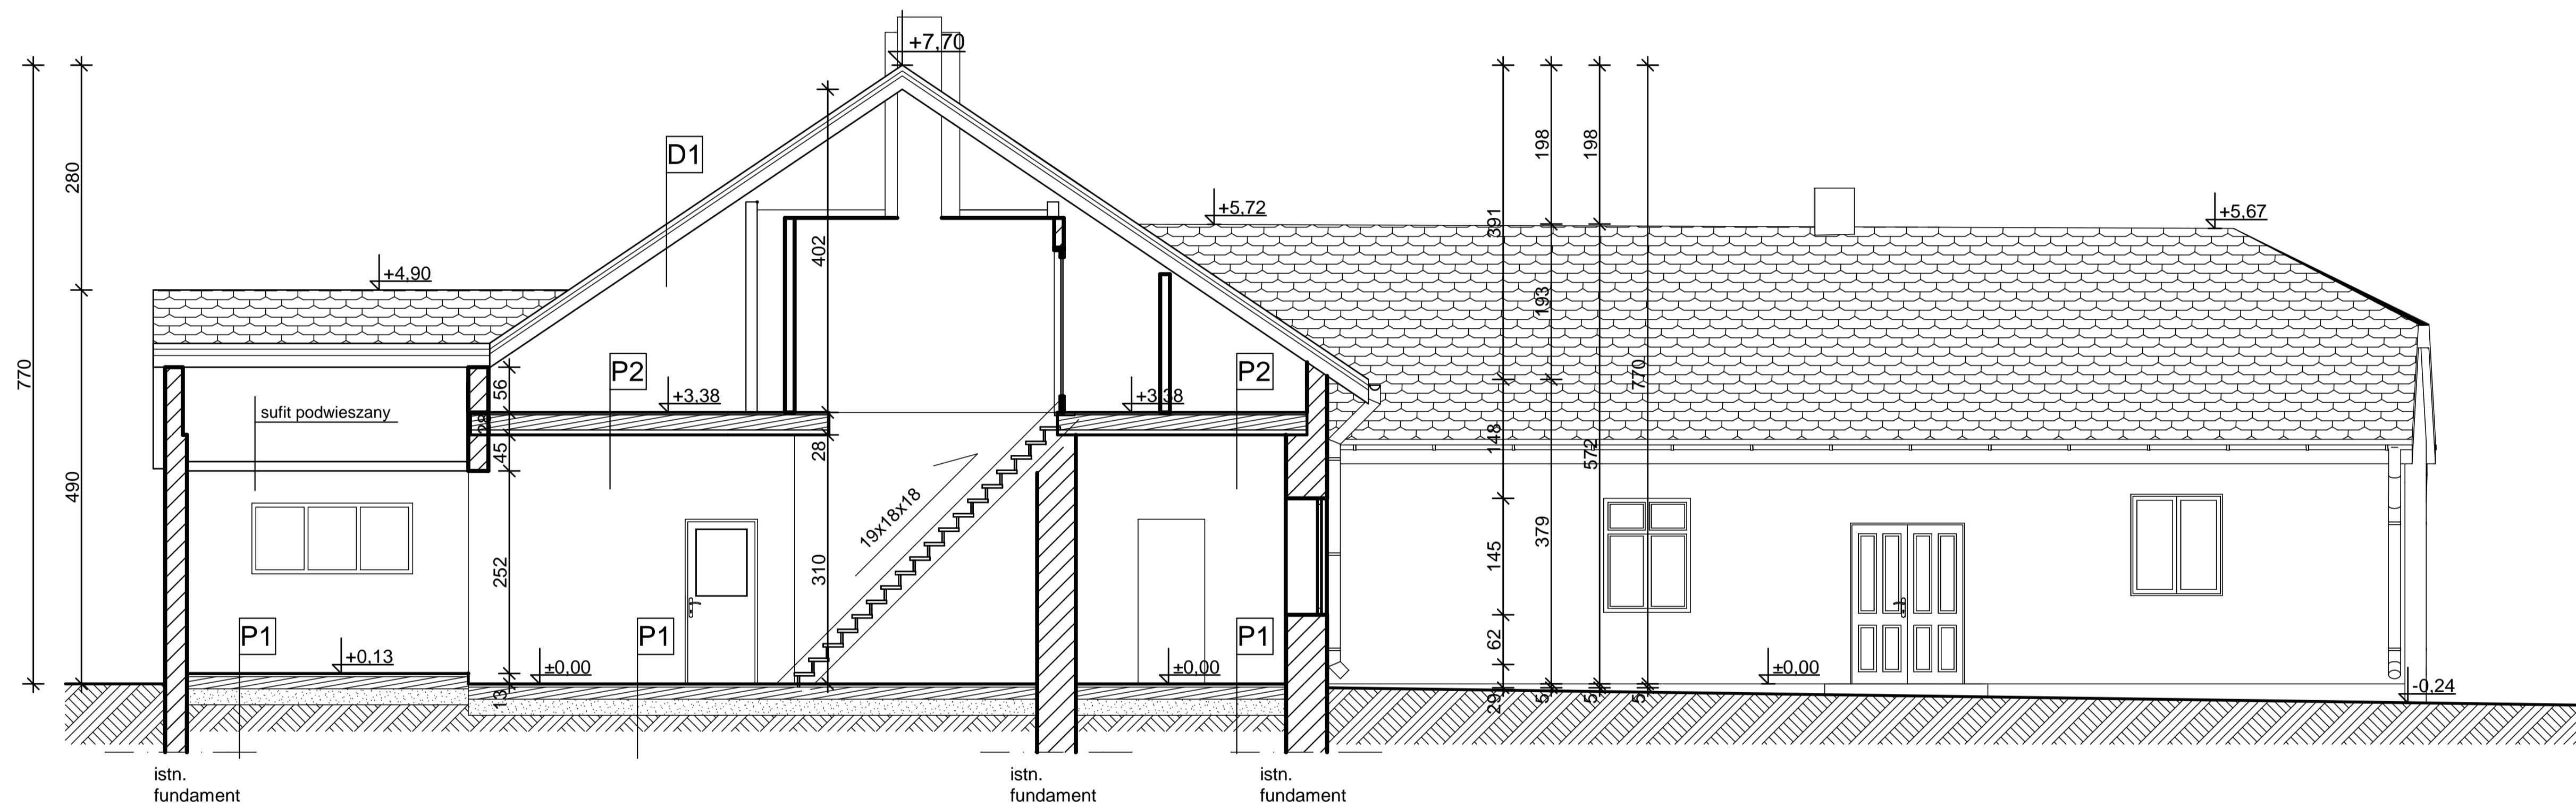 +7,70
D1
280
770
490
+4,90
402
+5,72
+5,67
391
198
198
193
770
P2
P2
56
+3,38
+3,38
sufit podwieszany
28
45
28
148
572
19x18x18
252
310
145
379
62
P1
P1
P1
+0,13
±0,00
±0,00
±0,00
13
5
5
5
-0,24
istn.
fundament
istn.
fundament
istn.
fundament